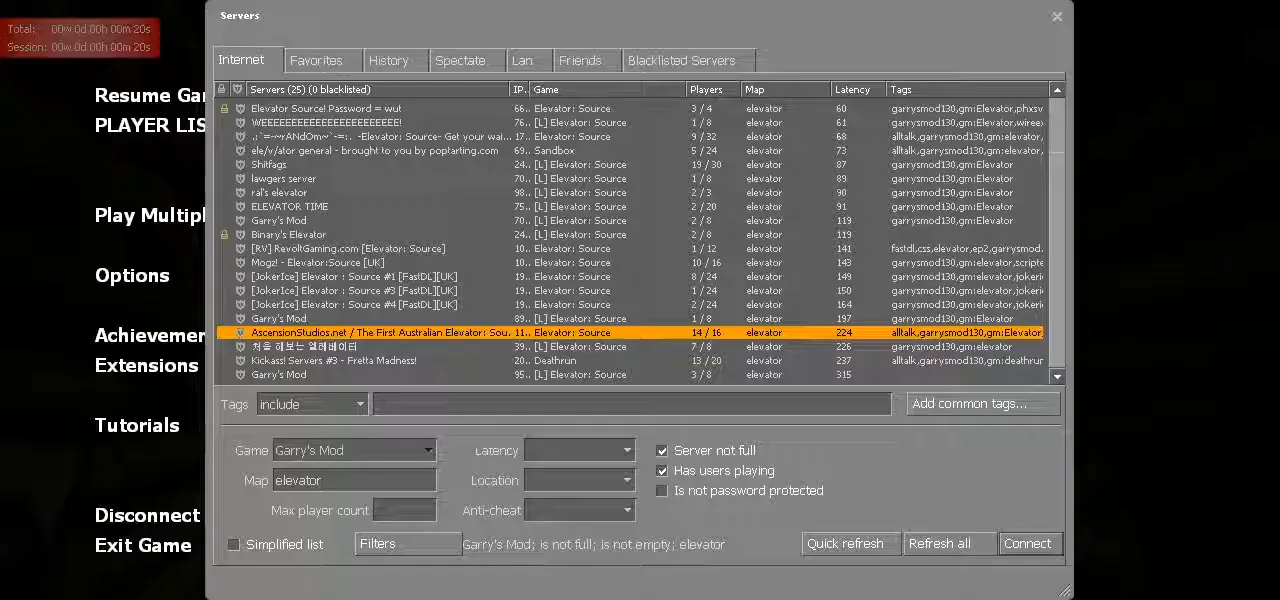 Servers
Total: 00w 0d 00h 00m 20s
Session: 00w 0d 00h 00m 20s
Internet Favorites History Spectate Lan Friends Blacklisted Servers
Servers (25) (0 blacklisted) IP.. Game Players Map Latency Tags
Elevator Source! Password = wut 66.. Elevator: Source 3 / 4 elevator 60 garrysmod130,gm:Elevator,phxsv
WEEEEEEEEEEEEEEEEEEEEEEE! 76.. [L] Elevator: Source 1 / 8 elevator 61 garrysmod130,gm:Elevator,wiree
-Elevator: Source- Get your wai... 17.. Elevator: Source 9 / 32 elevator 68 alltalk,garrysmod130,gm:elevator,
ele/v/ator general - brought to you by poptarting.com 69.. Sandbox 5 / 24 elevator 73 alltalk,garrysmod130,gm:elevator,
Shitfags 24.. [L] Elevator: Source 19 / 30 elevator 87 garrysmod130,gm:Elevator
lawgers server 70.. [L] Elevator: Source 1 / 8 elevator 89 garrysmod130,gm:Elevator
ral's elevator 98.. [L] Elevator: Source 2 / 3 elevator 90 garrysmod130,gm:Elevator
ELEVATOR TIME 75.. [L] Elevator: Source 2 / 20 elevator 91 garrysmod130,gm:Elevator
Garry's Mod 70.. [L] Elevator: Source 2 / 8 elevator 119 garrysmod130,gm:Elevator
Binary's Elevator 24.. [L] Elevator: Source 2 / 8 elevator 119
[RV] RevoltGaming.com [Elevator: Source] 10.. [L] Elevator: Source 1 / 12 elevator 141 fastdl,css,elevator,ep2,garrysmod.
Mogz! - Elevator:Source [UK] 10.. [L] Elevator: Source 10 / 16 elevator 143 garrysmod130,gm:elevator,scripte
[JokerIce] Elevator : Source #1 [FastDL][UK] 19.. [L] Elevator: Source 8 / 24 elevator 149 garrysmod130,gm:elevator,jokeri
[JokerIce] Elevator : Source #3 [FastDL][UK] 19.. [L] Elevator: Source 1 / 24 elevator 150 garrysmod130,gm:elevator,jokeri
[JokerIce] Elevator : Source #4 [FastDL][UK] 19.. [L] Elevator: Source 2 / 24 elevator 164 garrysmod130,gm:elevator,jokeri
Garry's Mod 89.. [L] Elevator: Source 1 / 8 elevator 197 garrysmod130,gm:Elevator
AscensionStudios.net / The First Australian Elevator: Sou.. 11.. Elevator: Source 14 / 16 elevator 224 alltalk,garrysmod130,gm:Elevator
처음 해보는 엘레베이터 39.. [L] Elevator: Source 7 / 8 elevator 226 garrysmod130,gm:elevator
Kickass! Servers #3 - Fretta Madness! 20.. Deathrun 13 / 20 elevator 237 alltalk,garrysmod130,gm:deathrun
Garry's Mod 95.. [L] Elevator: Source 3 / 8 elevator 315
Tags include Add common tags...
Game Garry's Mod Latency Server not full
Map elevator Location Has users playing
Max player count Anti-cheat Is not password protected
Simplified list Filters Garry's Mod; is not full; is not empty; elevator Quick refresh Refresh all Connect
Resume Gar
PLAYER LIS
Play Multipl
Options
Achievemer
Extensions
Tutorials
Disconnect
Exit Game